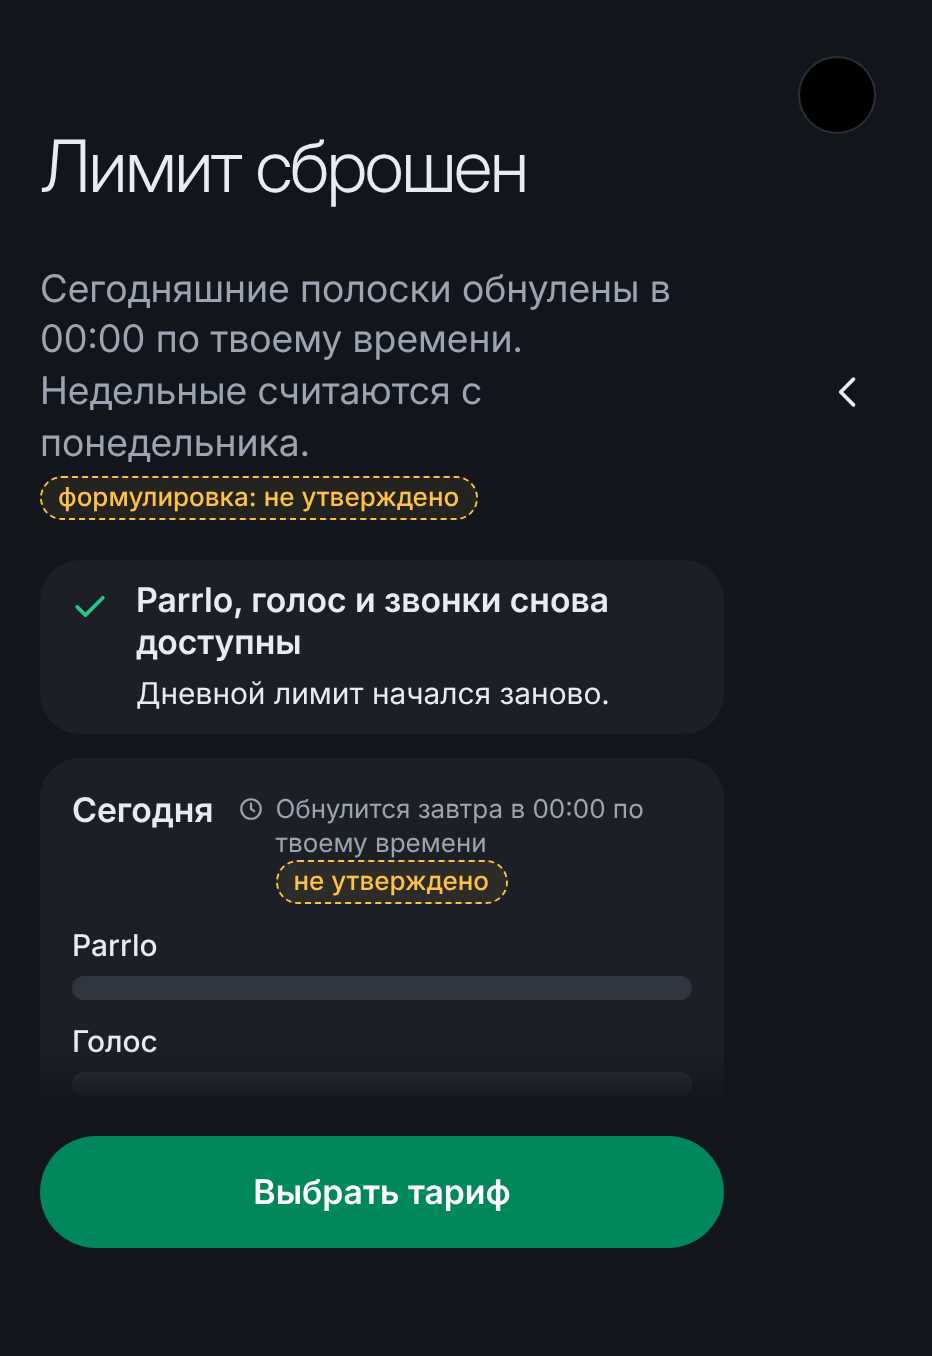 Лимит сброшен
Сегодняшние полоски обнулены в
00:00 по твоему времени.
Недельные считаются с
понедельника.
формулировка: не утверждено
Parrlo, голос и звонки снова
доступны
Дневной лимит начался заново.
Сегодня
Обнулится завтра в 00:00 по
твоему времени
не утверждено
Parrlo
Голос
Выбрать тариф